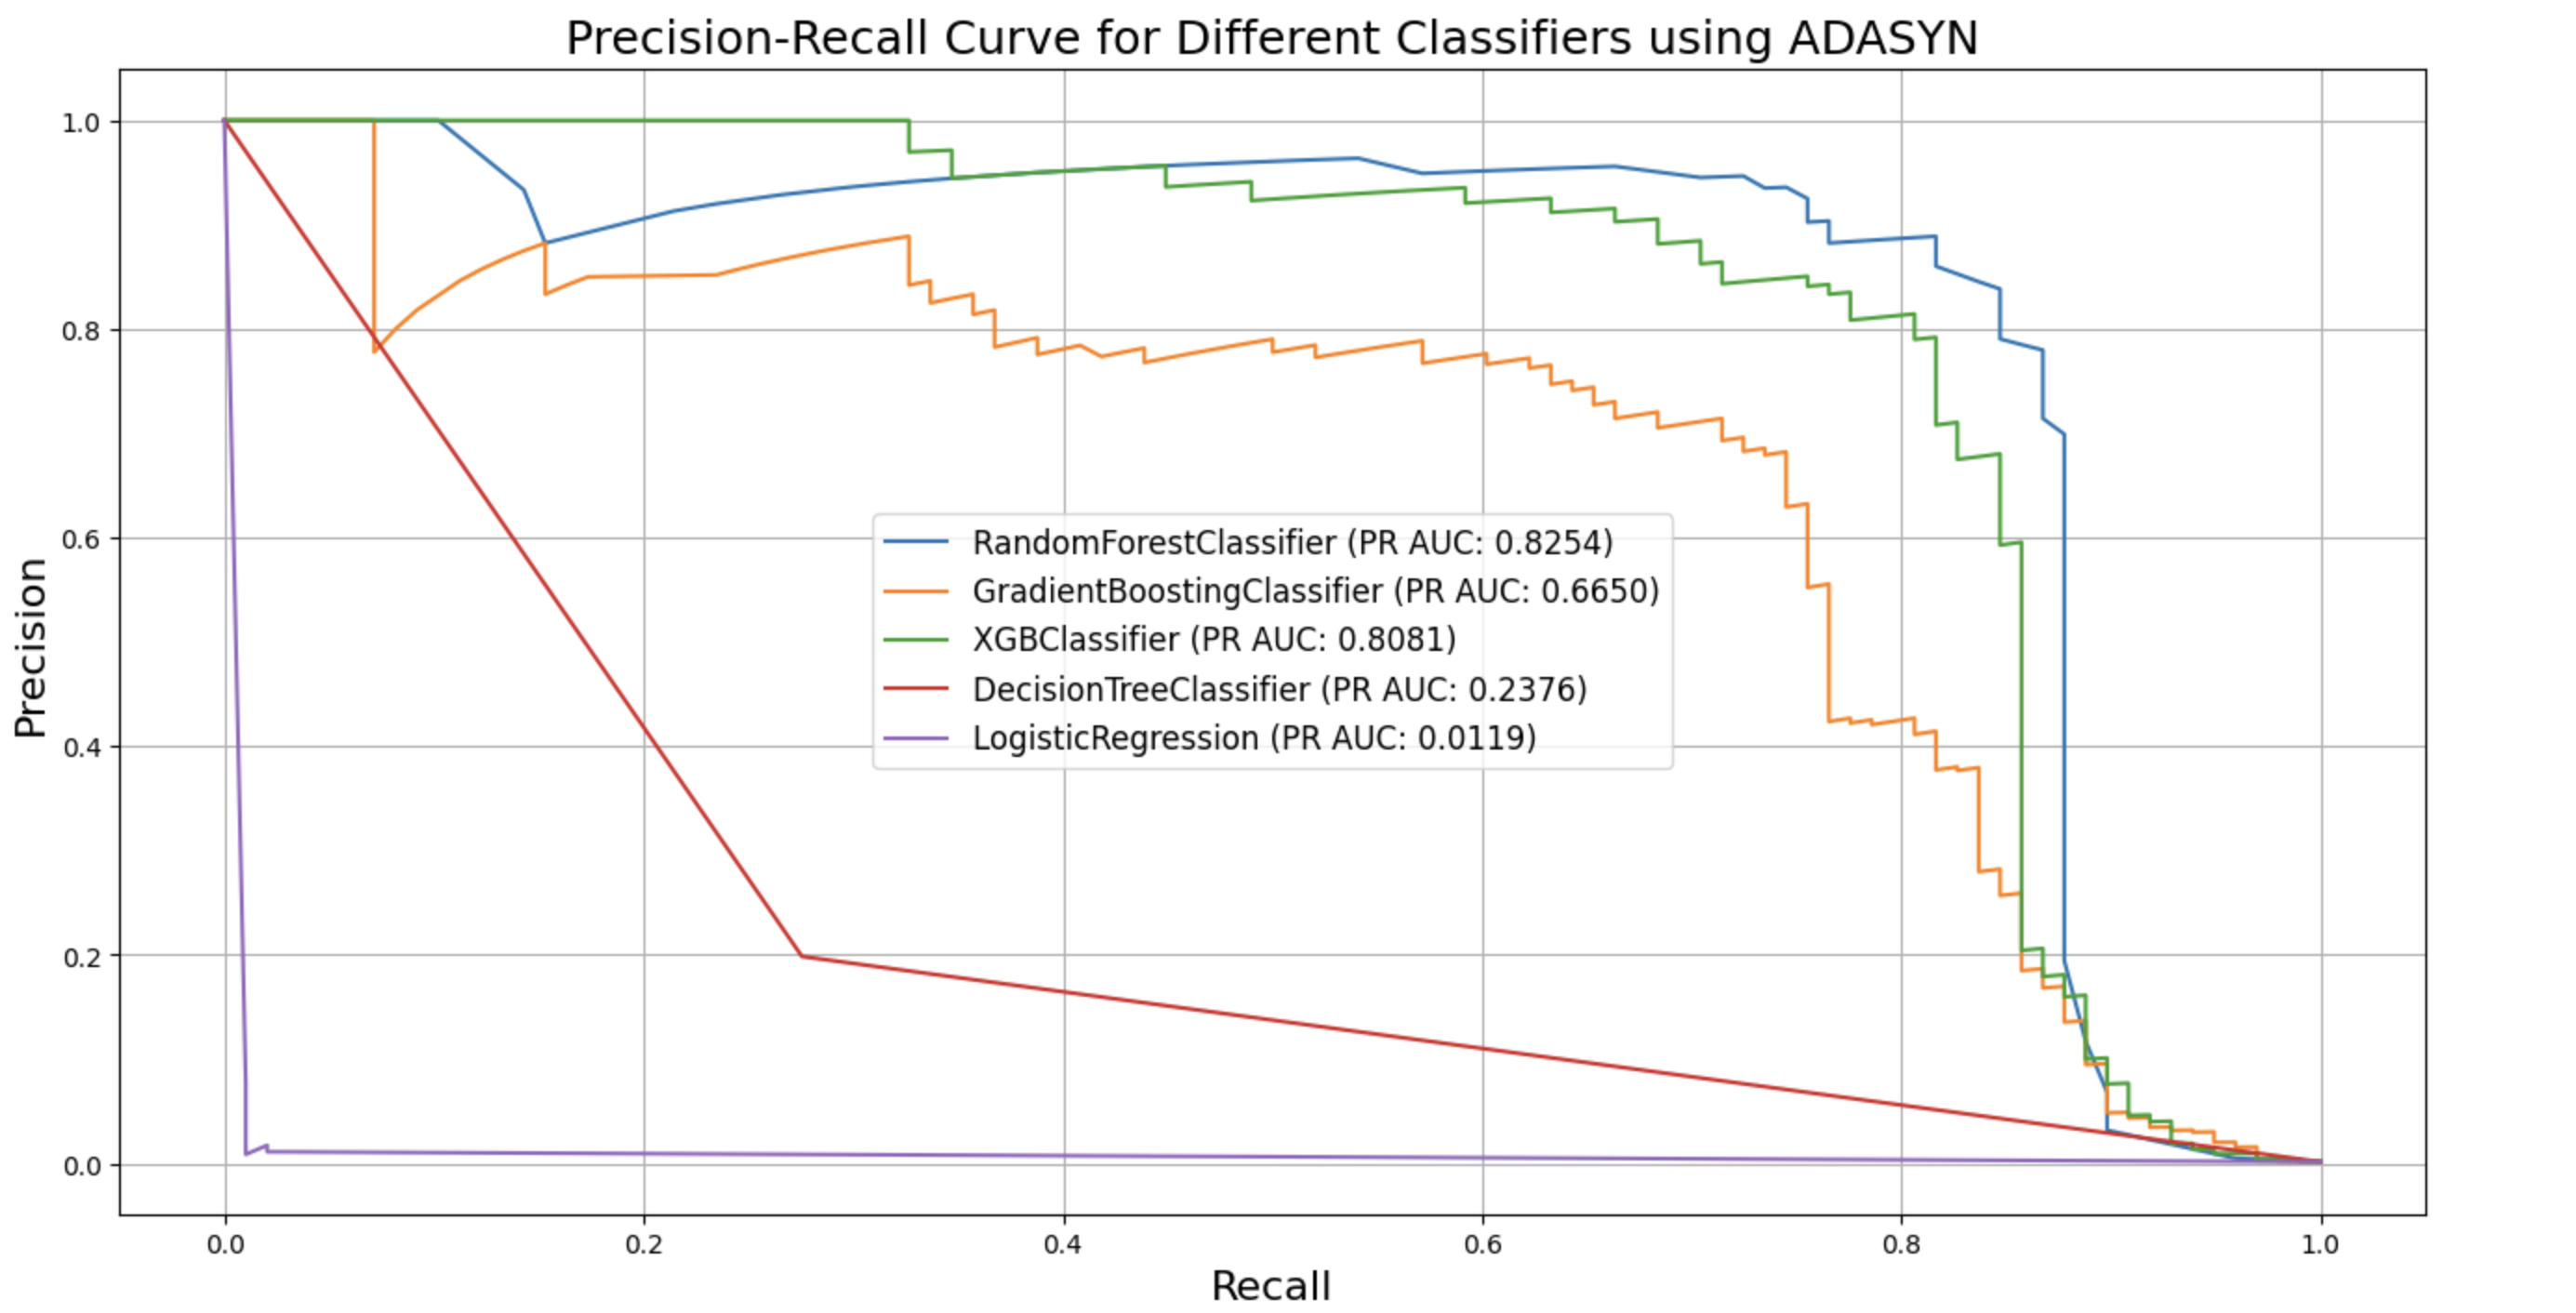 Precision-Recall Curve for Different Classifiers using ADASYN
1.0
0.8
0.6
0.4
0.2
0.0
Precision
RandomForestClassifier (PR AUC: 0.8254)
GradientBoostingClassifier (PR AUC: 0.6650)
XGBClassifier (PR AUC: 0.8081)
DecisionTreeClassifier (PR AUC: 0.2376)
LogisticRegression (PR AUC: 0.0119)
0.0 0.2 0.4 0.6 0.8 1.0
Recall